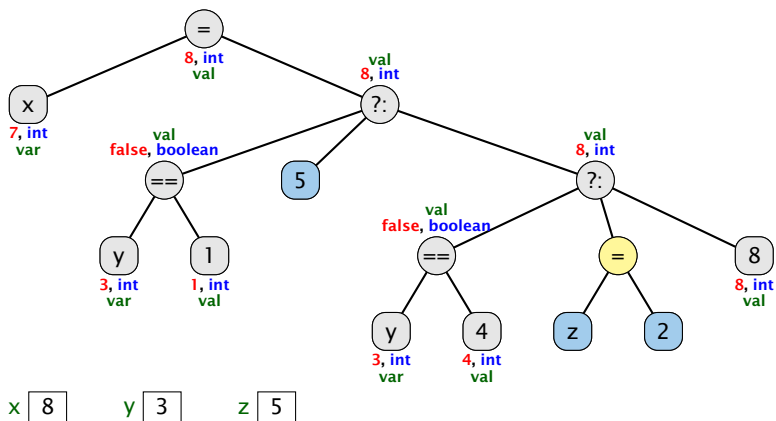 =
8, int
val
val
8, int
?:
x
7, int
var
val
false, boolean
==
5
val
8, int
?:
y
3, int
var
1
1, int
val
val
false, boolean
==
=
8
8, int
val
y
3, int
var
4
4, int
val
z
2
x 8 y 3 z 5